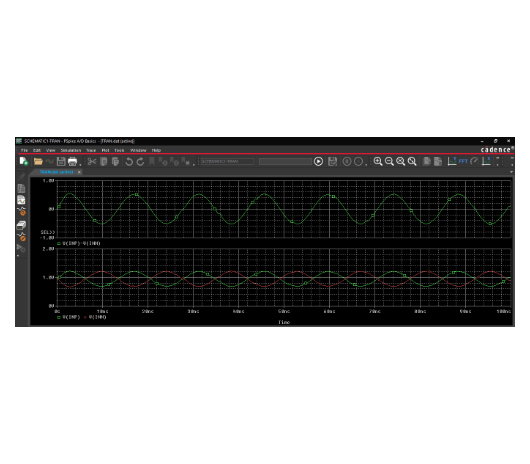 SCHEMATIC1-TRAN - PSpice A/D Basics - [TRAN.dat (active)]
File Edit View Simulation Trace Plot Tools Window Help
cadence
SCHEMATIC1-TRAN
FFT
1.0V
0V
SEL>>
-1.0V
V(INP)-V(INN)
2.0V
1.0V
0V
0s 10ms 20ms 30ms 40ms 50ms 60ms 70ms 80ms 90ms 100ms
V(INP) V(INN)
Time